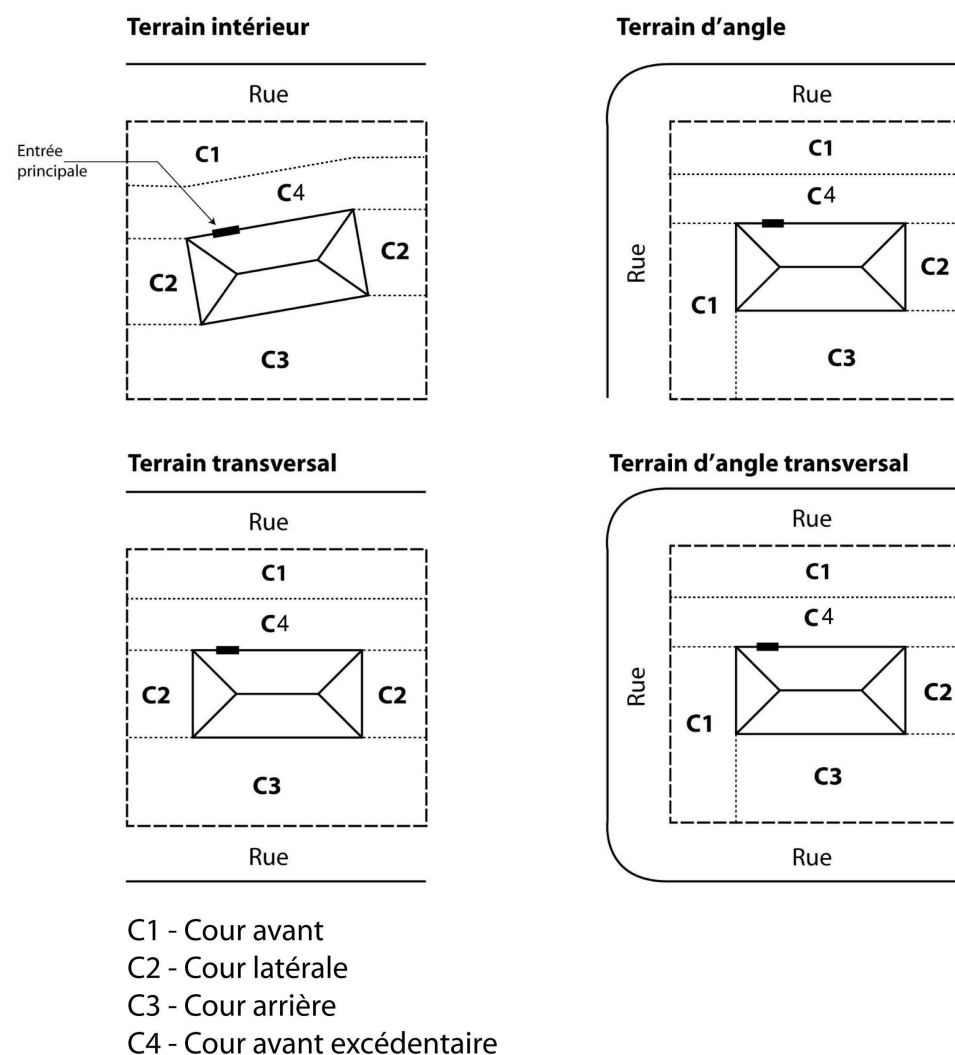 Terrain intérieur
Rue
Entrée
principale
C1
C4
C2
C2
C3
Terrain d'angle
Rue
Rue
C1
C4
C1
C2
C3
Terrain transversal
Rue
C1
C4
C2
C2
C3
Rue
Terrain d'angle transversal
Rue
Rue
C1
C4
C1
C2
C3
Rue
C1 - Cour avant
C2 - Cour latérale
C3 - Cour arrière
C4 - Cour avant excédentaire